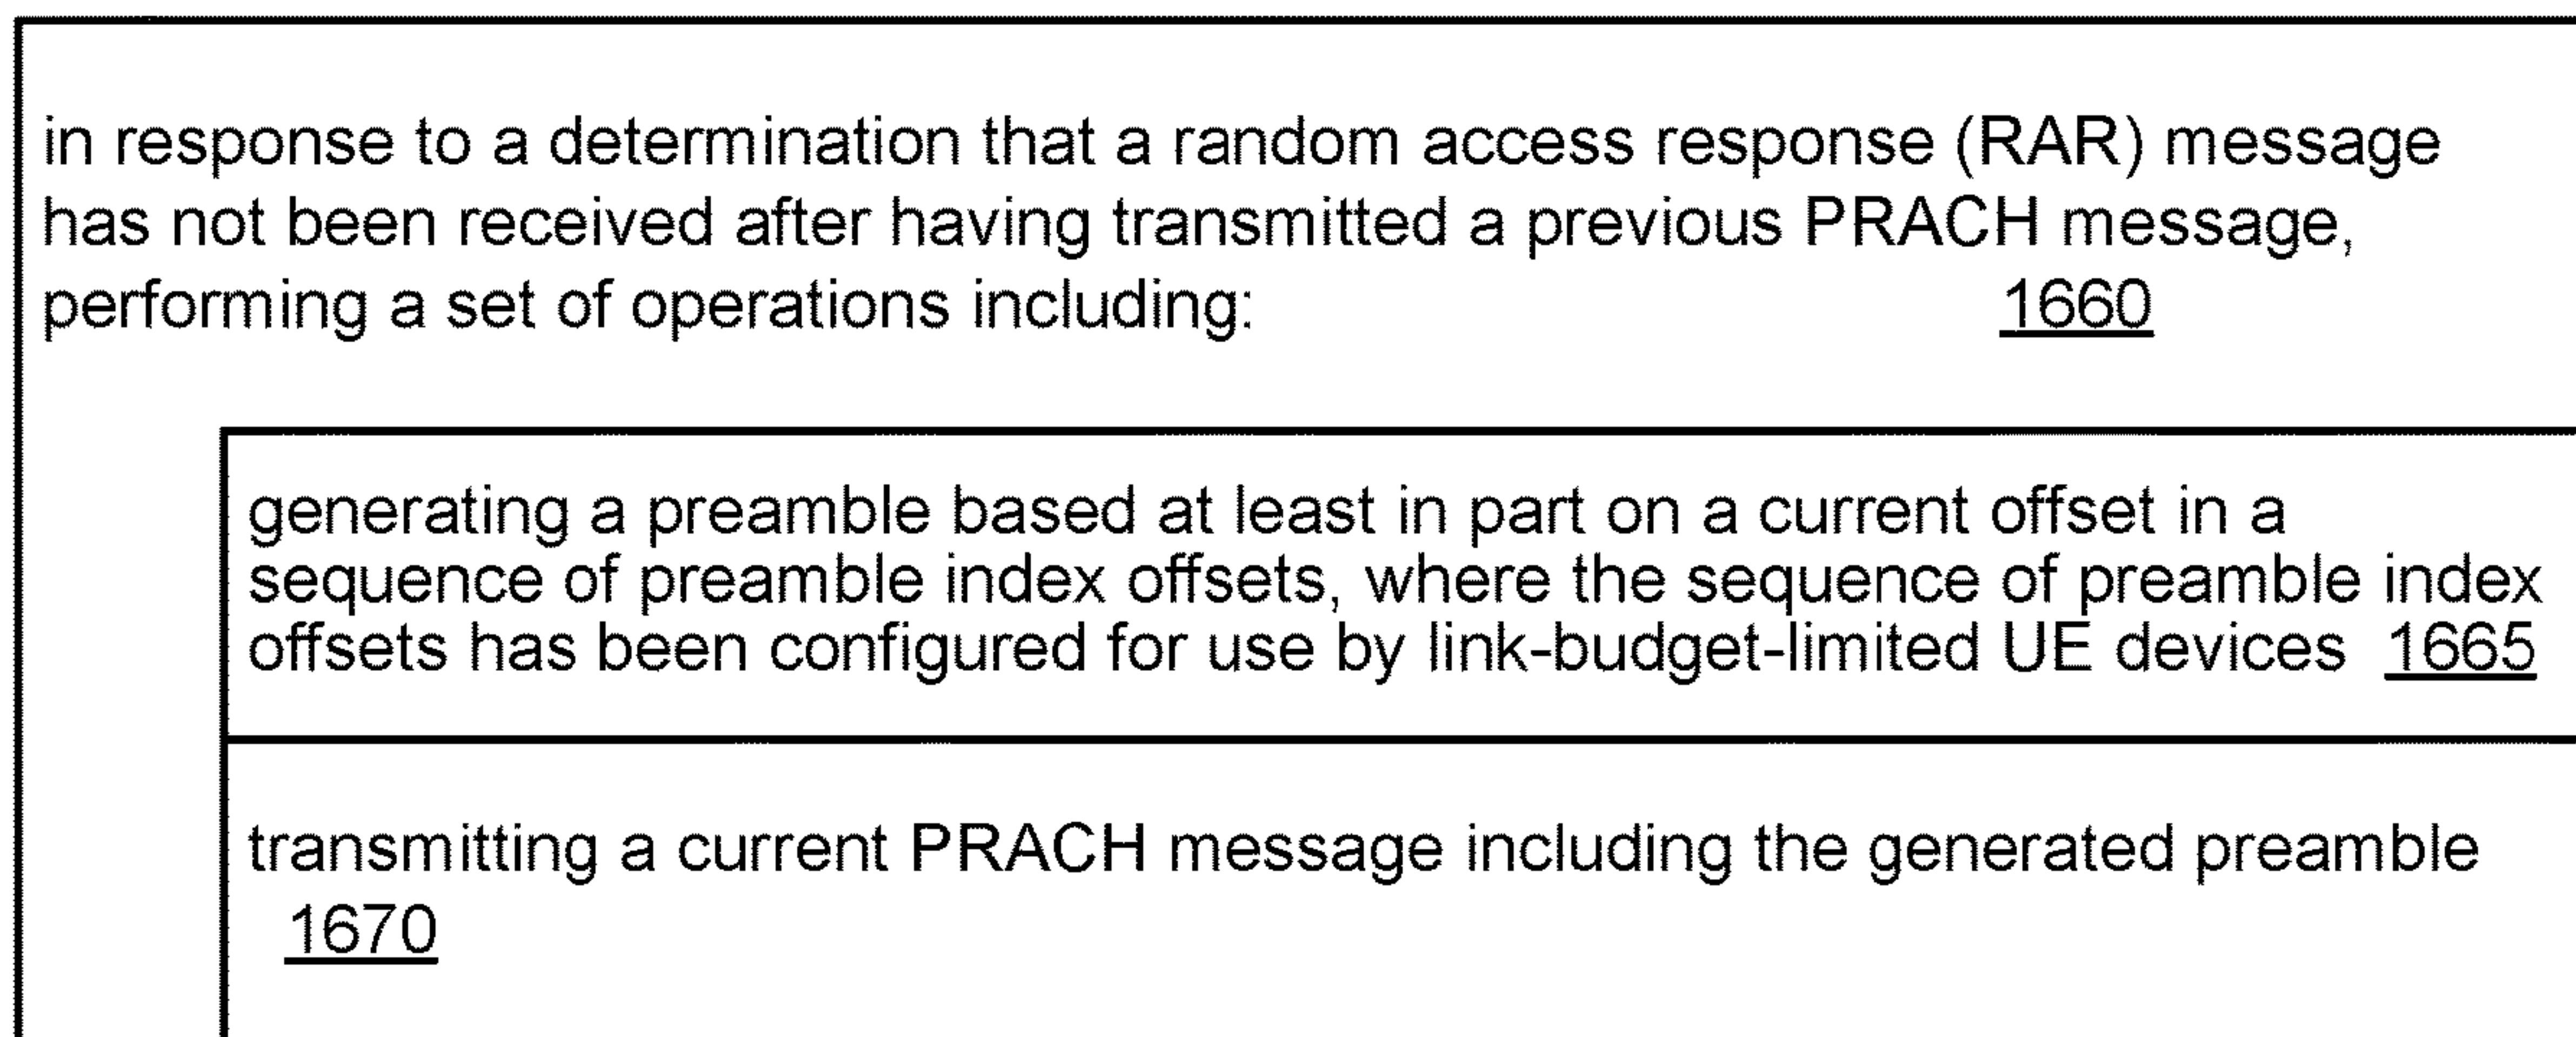 in response to a determination that a random access response (RAR) message
has not been received after having transmitted a previous PRACH message,
performing a set of operations including: 1660
generating a preamble based at least in part on a current offset in a
sequence of preamble index offsets, where the sequence of preamble index
offsets has been configured for use by link-budget-limited UE devices 1665
transmitting a current PRACH message including the generated preamble
1670